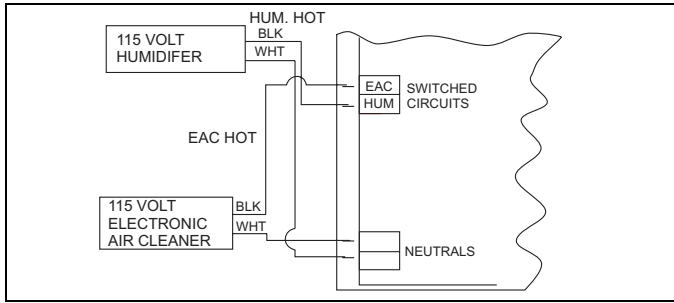 HUM. HOT
115 VOLT
HUMIDIFER
BLK
WHT
EAC
HUM
SWITCHED
CIRCUITS
EAC HOT
115 VOLT
ELECTRONIC
AIR CLEANER
BLK
WHT
NEUTRALS